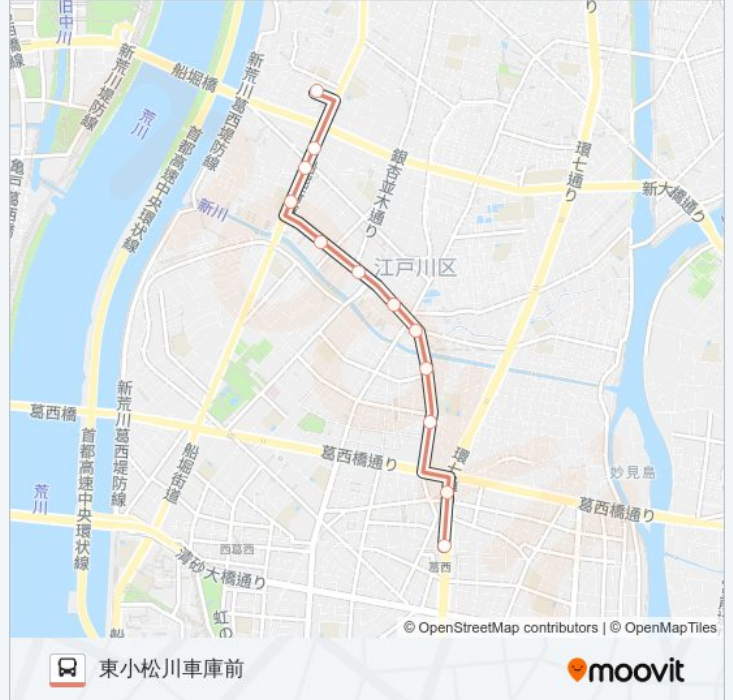 旧中川
新荒川堤防線
船堀橋
新荒川葛西堤防線
荒川
首都高速中央環状線
銀杏並木通り
環七通り
新大橋通り
新川
江戸川区
葛西橋
新荒川葛西堤防線
首都高速中央環状線
船堀街道
葛西橋通り
環七
葛西橋通り
妙見島
荒川
西葛西
清砂大橋通り
葛西
虹の
船
© OpenStreetMap contributors | © OpenMapTiles
東小松川車庫前
moovit